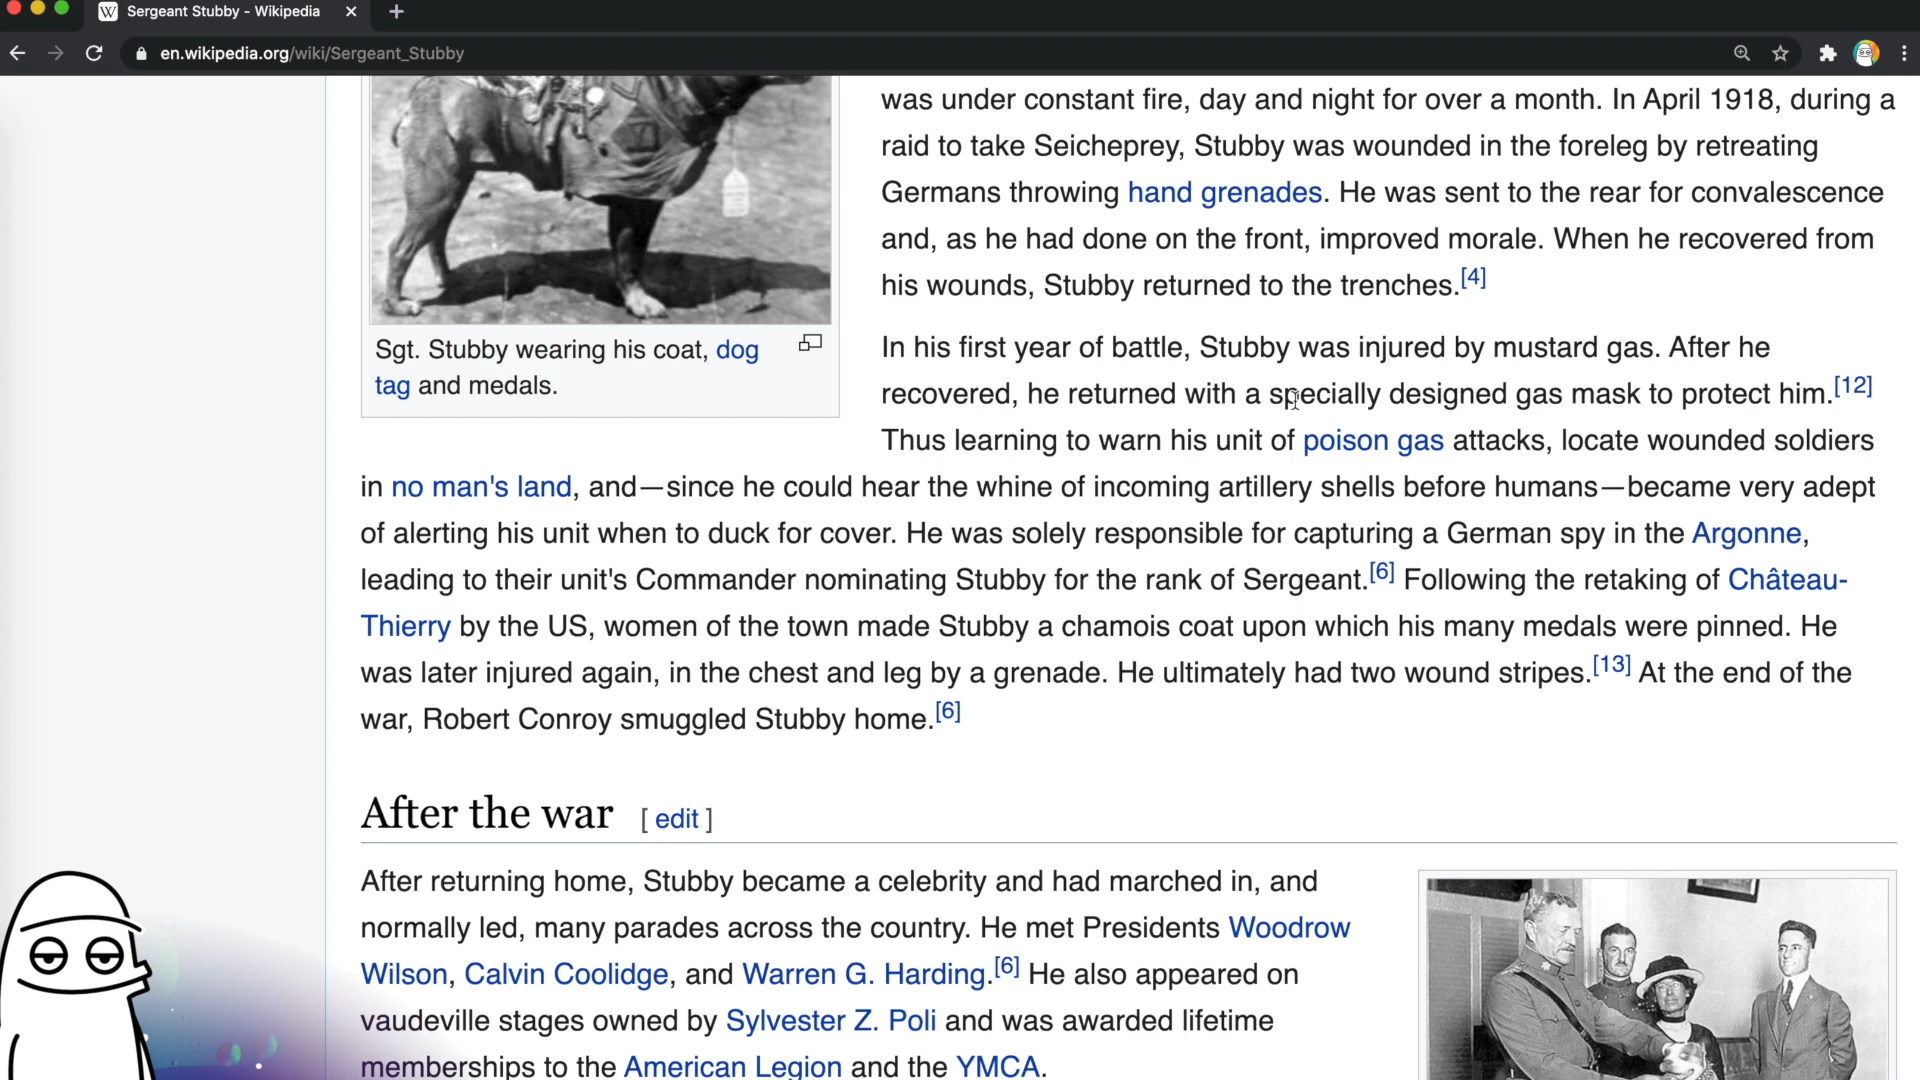 Sergeant Stubby - Wikipedia
en.wikipedia.org/wiki/Sergeant_Stubby
Sgt. Stubby wearing his coat, dog
tag and medals.
was under constant fire, day and night for over a month. In April 1918, during a
raid to take Seicheprey, Stubby was wounded in the foreleg by retreating
Germans throwing hand grenades. He was sent to the rear for convalescence
and, as he had done on the front, improved morale. When he recovered from
his wounds, Stubby returned to the trenches.[4]
In his first year of battle, Stubby was injured by mustard gas. After he
recovered, he returned with a specially designed gas mask to protect him.[12]
Thus learning to warn his unit of poison gas attacks, locate wounded soldiers
in no man's land, and—since he could hear the whine of incoming artillery shells before humans—became very adept
of alerting his unit when to duck for cover. He was solely responsible for capturing a German spy in the Argonne,
leading to their unit's Commander nominating Stubby for the rank of Sergeant.[6] Following the retaking of Château-
Thierry by the US, women of the town made Stubby a chamois coat upon which his many medals were pinned. He
was later injured again, in the chest and leg by a grenade. He ultimately had two wound stripes.[13] At the end of the
war, Robert Conroy smuggled Stubby home.[6]
After the war [ edit ]
After returning home, Stubby became a celebrity and had marched in, and
normally led, many parades across the country. He met Presidents Woodrow
Wilson, Calvin Coolidge, and Warren G. Harding.[6] He also appeared on
vaudeville stages owned by Sylvester Z. Poli and was awarded lifetime
memberships to the American Legion and the YMCA.